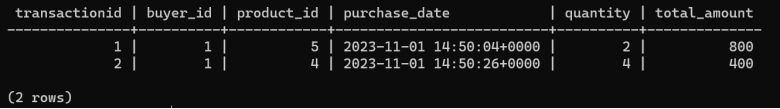 transactionid | buyer_id | product_id | purchase_date | quantity | total_amount
---------------+----------+------------+--------------------------+----------+--------------
1 | 1 | 5 | 2023-11-01 14:50:04+0000 | 2 | 800
2 | 1 | 4 | 2023-11-01 14:50:26+0000 | 4 | 400
(2 rows)